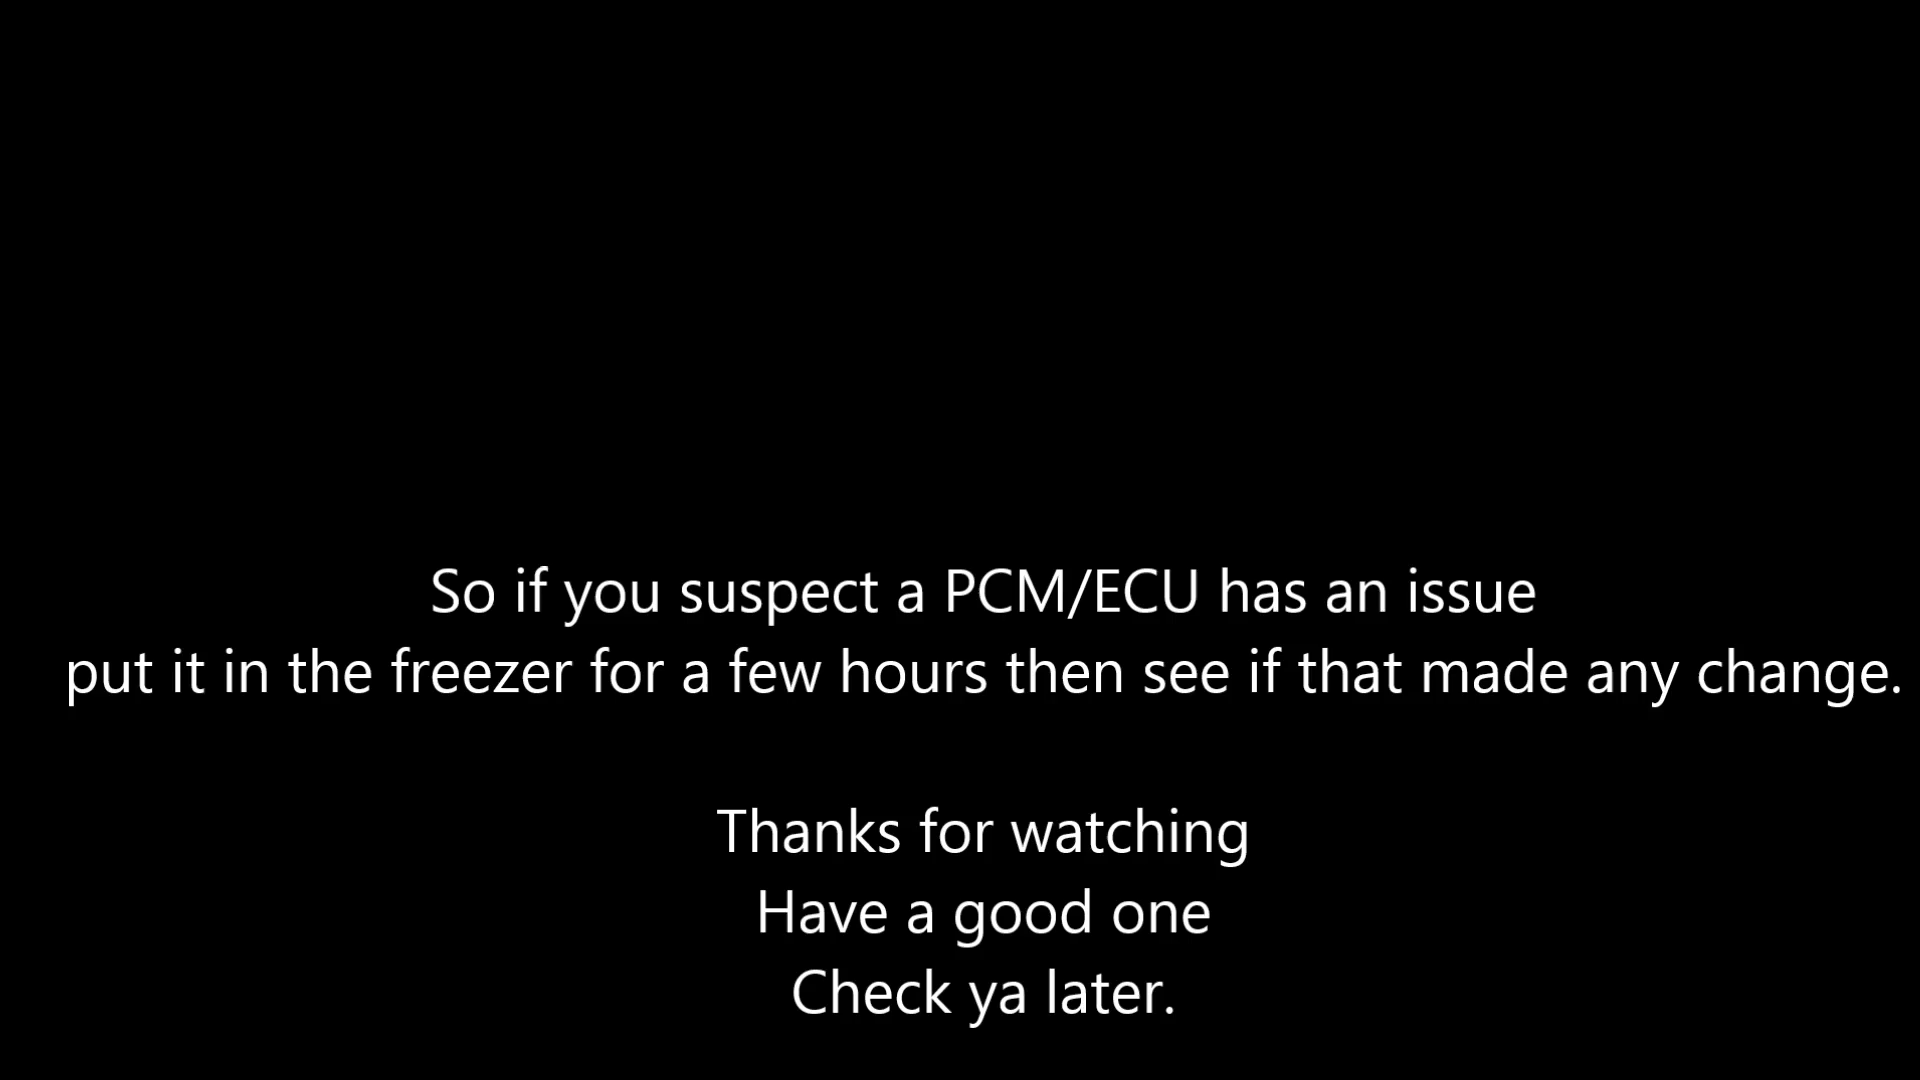 So if you suspect a PCM/ECU has an issue
put it in the freezer for a few hours then see if that made any change.
Thanks for watching
Have a good one
Check ya later.